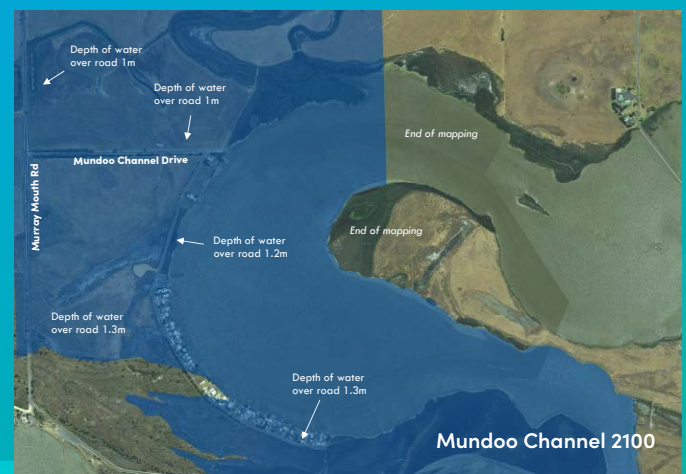 Depth of water
over road 1m
Depth of water
over road 1m
End of mapping
Mundoo Channel Drive
Murray Mouth Rd
End of mapping
Depth of water
over road 1.2m
Depth of water
over road 1.3m
Depth of water
over road 1.3m
Mundoo Channel 2100